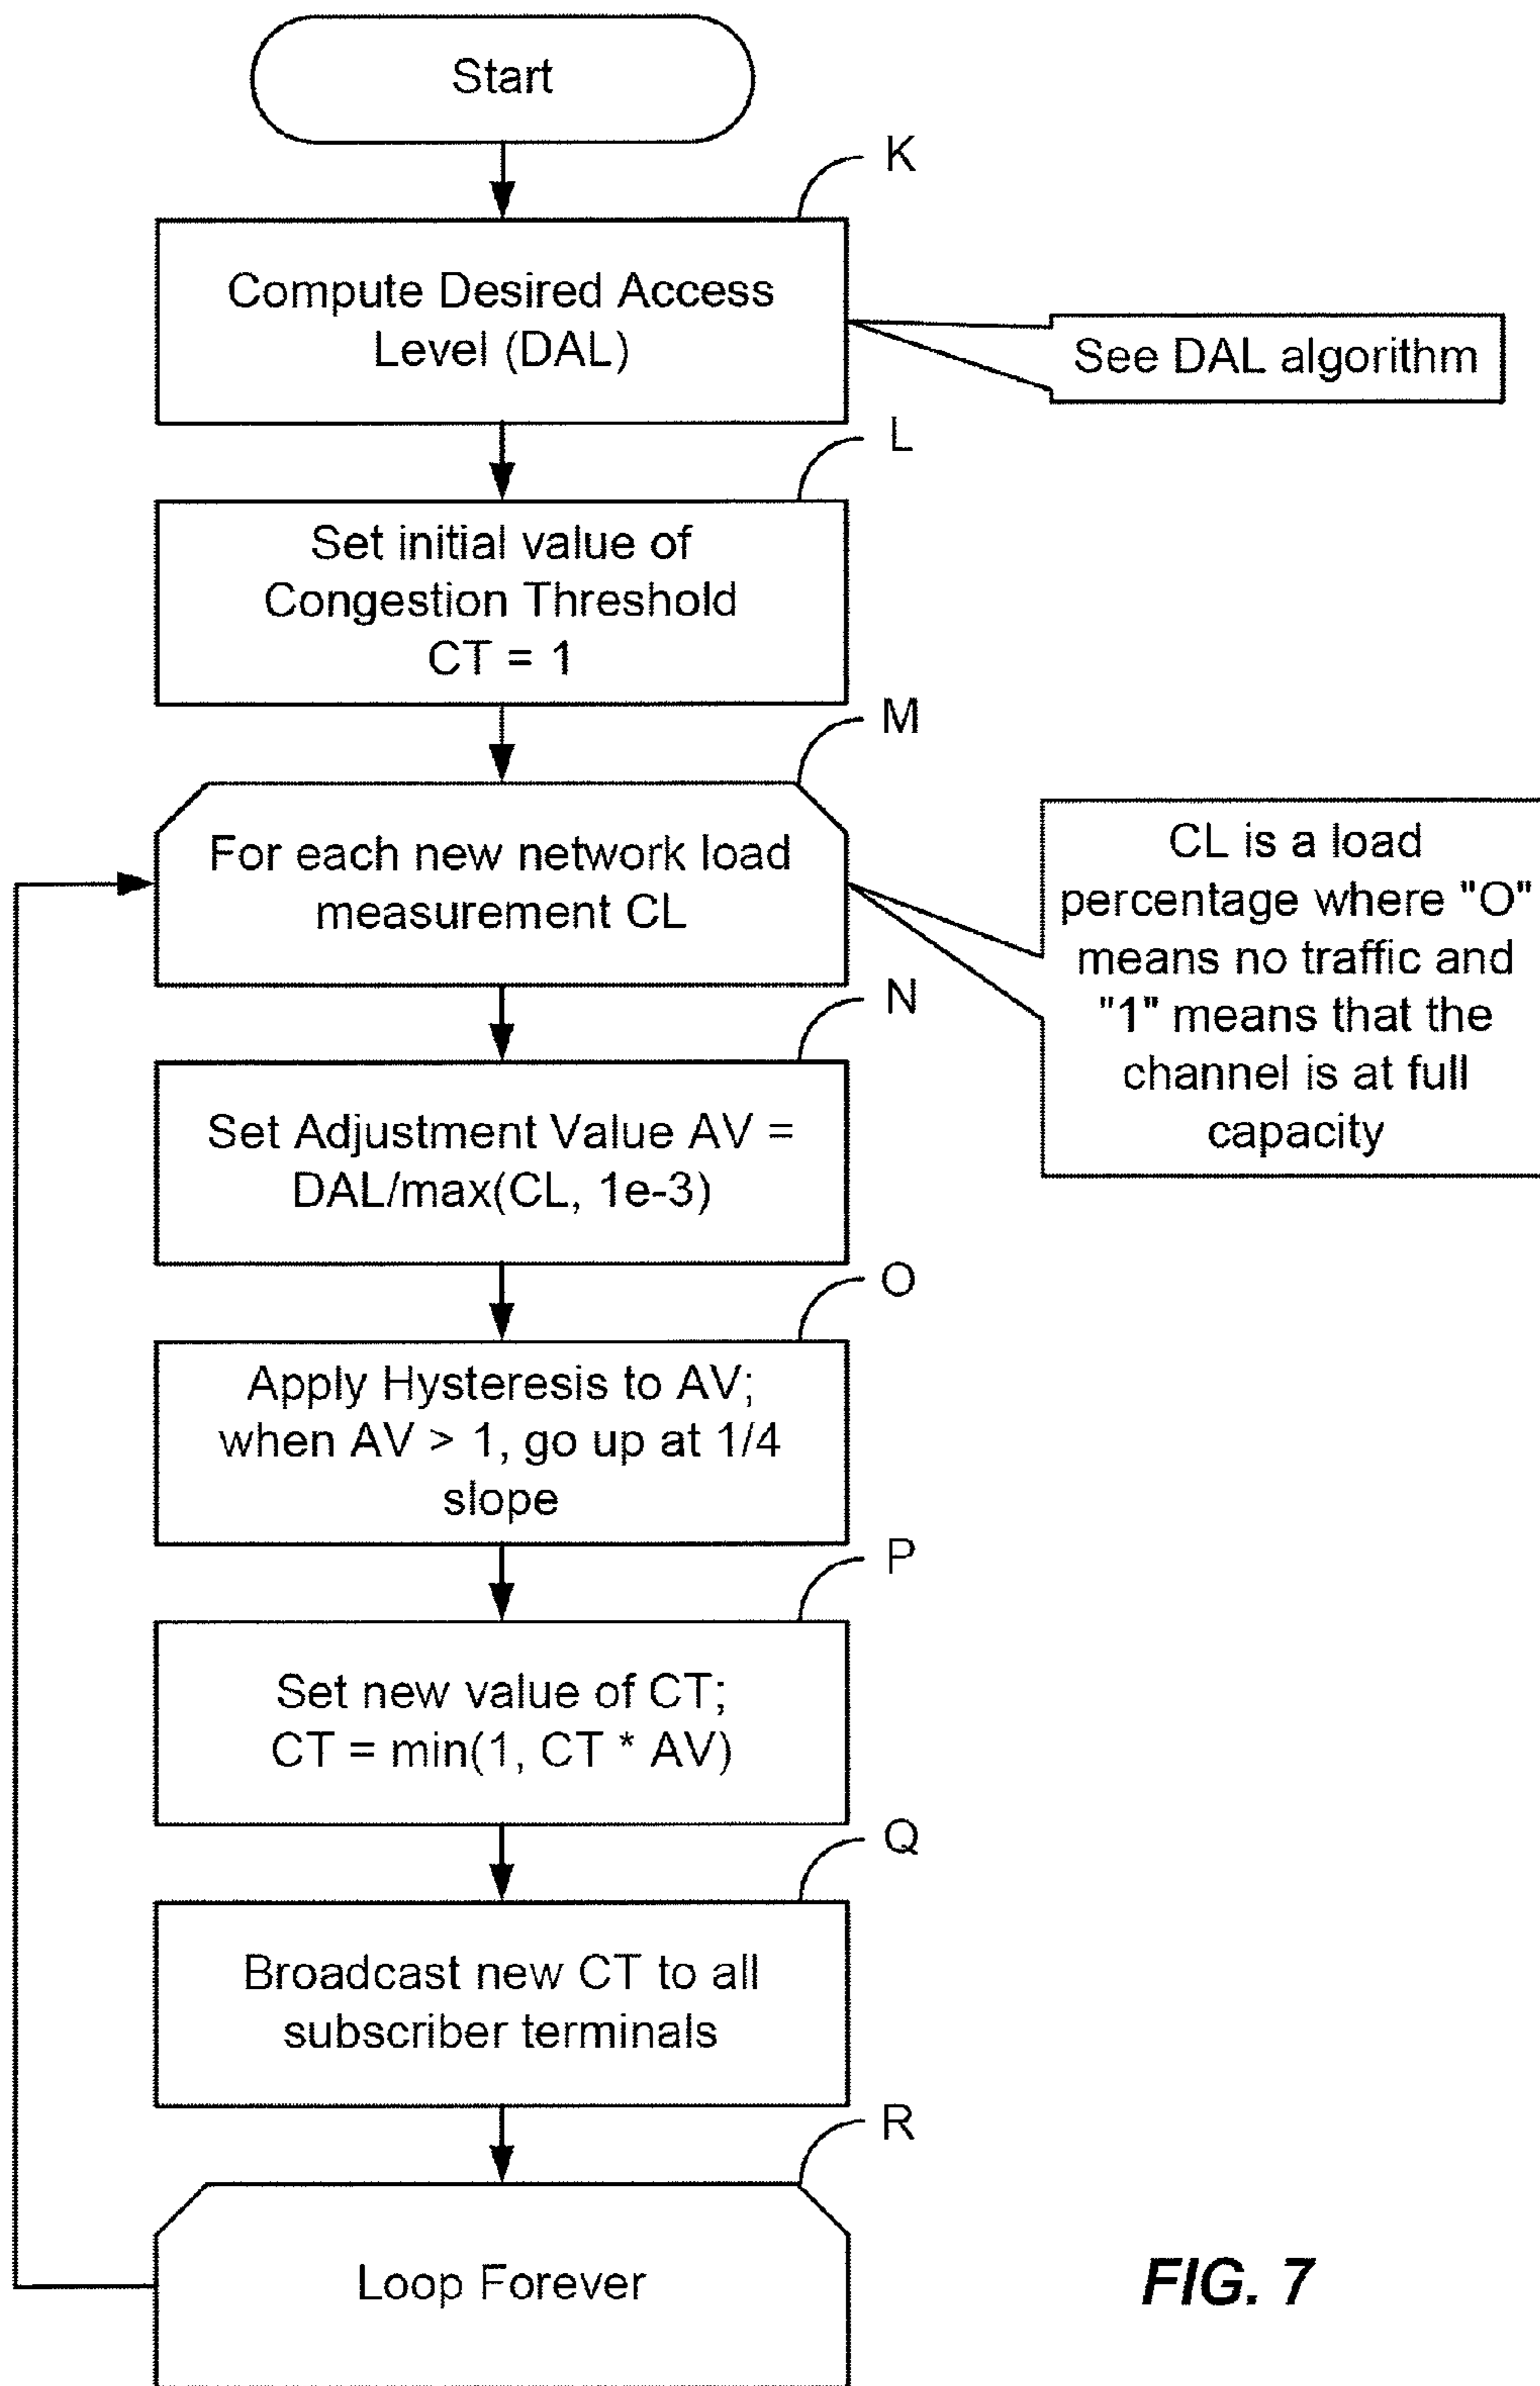 Start
K
Compute Desired Access
Level (DAL)
See DAL algorithm
L
Set initial value of
Congestion Threshold
CT = 1
M
For each new network load
measurement CL
CL is a load
percentage where "O"
means no traffic and
"1" means that the
channel is at full
capacity
N
Set Adjustment Value AV =
DAL/max(CL, 1e-3)
O
Apply Hysteresis to AV;
when AV > 1, go up at 1/4
slope
P
Set new value of CT;
CT = min(1, CT * AV)
Q
Broadcast new CT to all
subscriber terminals
R
Loop Forever
FIG. 7